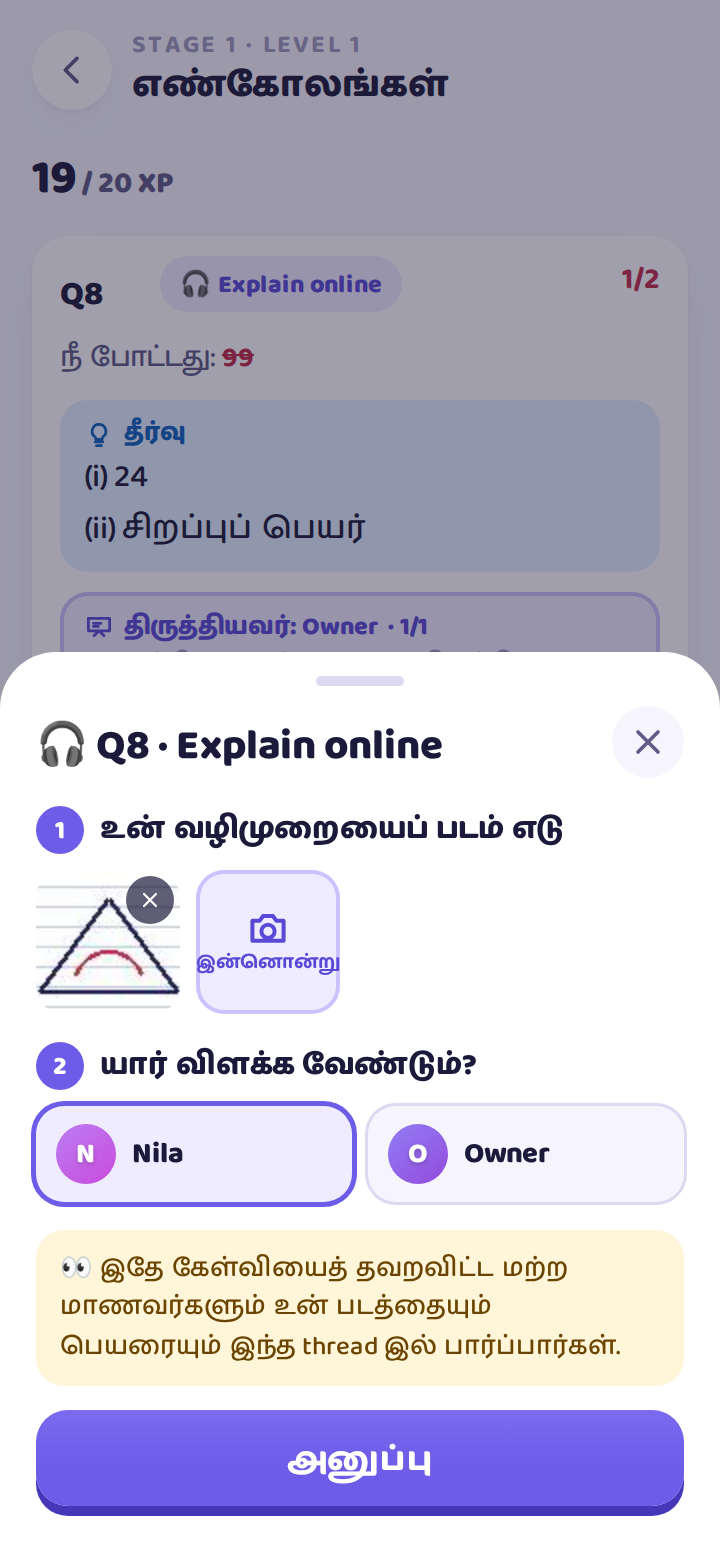 STAGE 1 · LEVEL 1
எண்கோலங்கள்
19 / 20 XP
Q8
🎧 Explain online
1/2
நீ போட்டது: 99
தீர்வு
(i) 24
(ii) சிறப்புப் பெயர்
திருத்தியவர்: Owner · 1/1
🎧 Q8 · Explain online
1 உன் வழிமுறையைப் படம் எடு
இன்னொன்று
2 யார் விளக்க வேண்டும்?
N Nila
O Owner
👀 இதே கேள்வியைத் தவறவிட்ட மற்ற
மாணவர்களும் உன் படத்தையும்
பெயரையும் இந்த thread இல் பார்ப்பார்கள்.
அனுப்பு